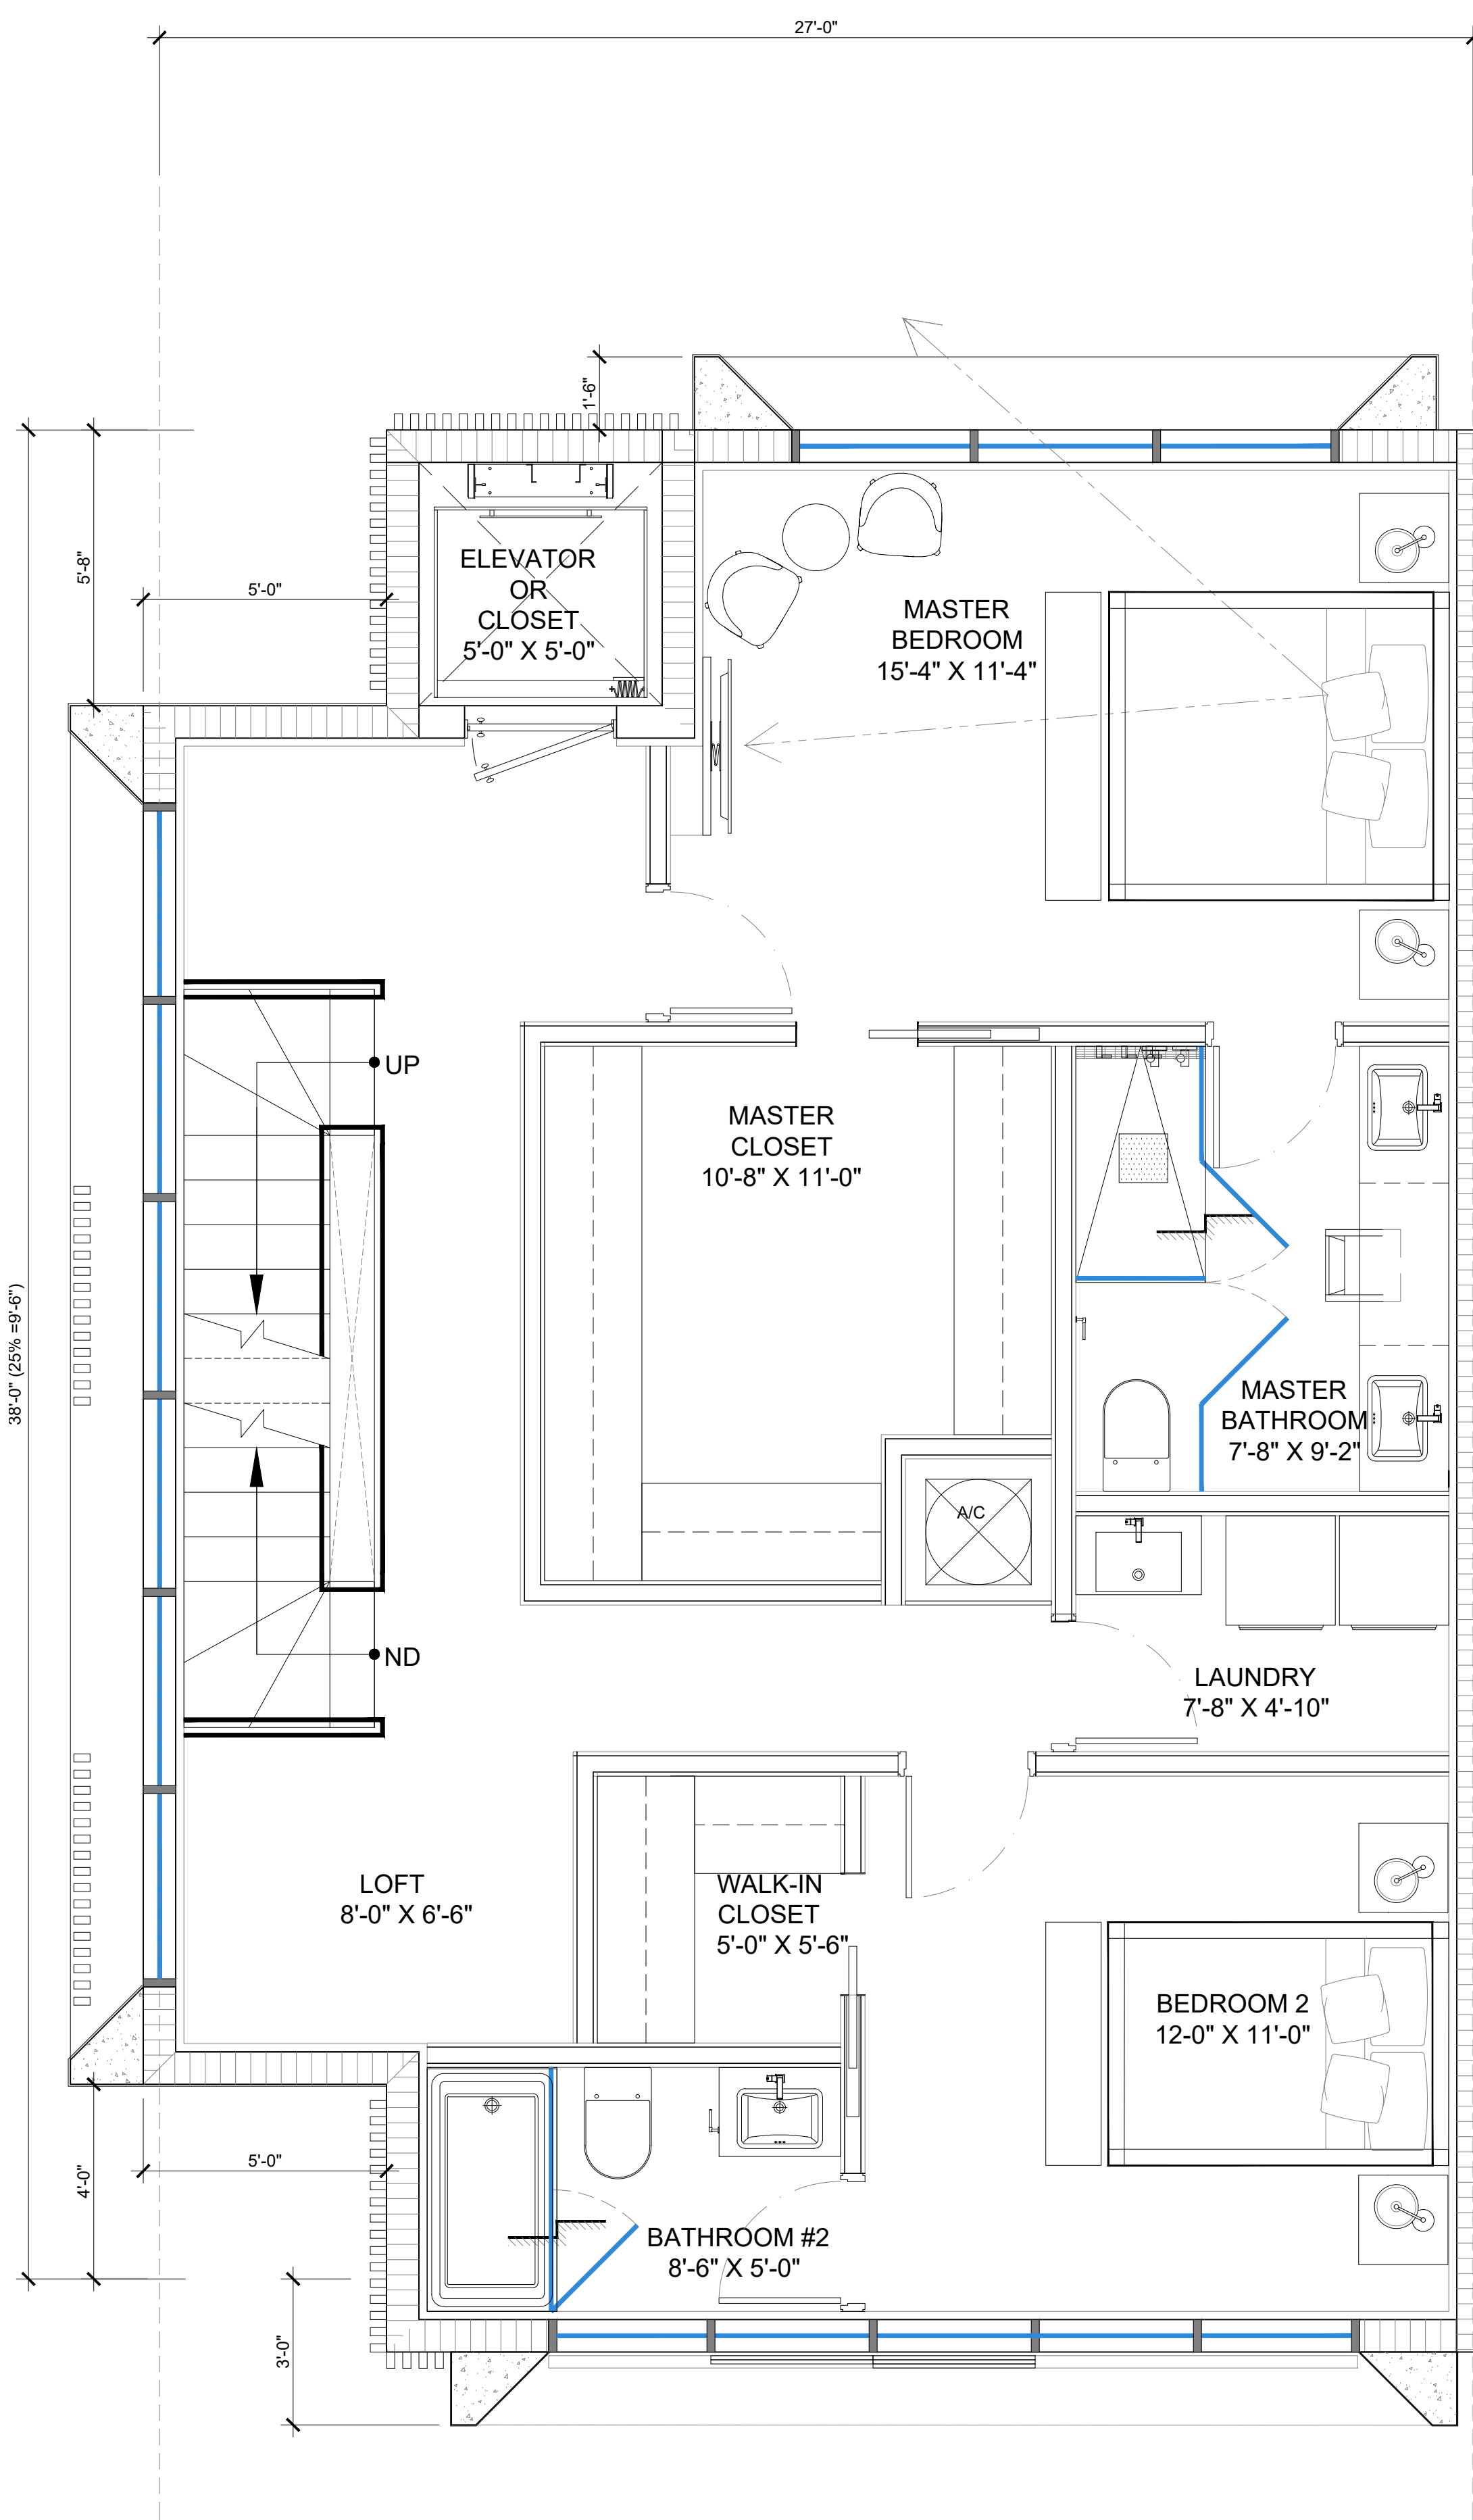 27'-0"
1'-6"
5'-8"
5'-0"
ELEVATOR
OR
CLOSET
5'-0" X 5'-0"
MASTER
BEDROOM
15'-4" X 11'-4"
UP
MASTER
CLOSET
10'-8" X 11'-0"
38'-0" (25% =9'-6")
MASTER
BATHROOM
7'-8" X 9'-2"
A/C
ND
LAUNDRY
7'-8" X 4'-10"
LOFT
8'-0" X 6'-6"
WALK-IN
CLOSET
5'-0" X 5'-6"
BEDROOM 2
12-0" X 11'-0"
5'-0"
4'-0"
BATHROOM #2
8'-6" X 5'-0"
3'-0"